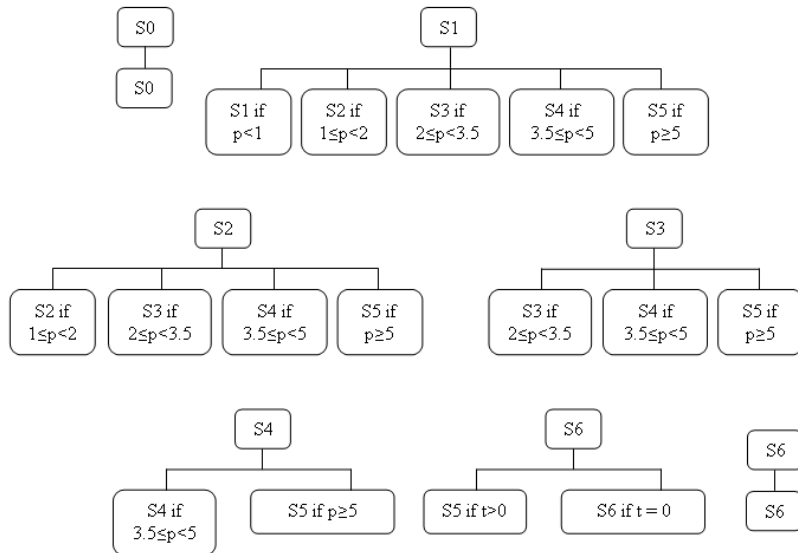 S0
S0
S1
S1 if
p<1
S2 if
1≤p<2
S3 if
2≤p<3.5
S4 if
3.5≤p<5
S5 if
p≥5
S2
S2 if
1≤p<2
S3 if
2≤p<3.5
S4 if
3.5≤p<5
S5 if
p≥5
S3
S3 if
2≤p<3.5
S4 if
3.5≤p<5
S5 if
p≥5
S4
S4 if
3.5≤p<5
S5 if p≥5
S6
S5 if t>0
S6 if t = 0
S6
S6